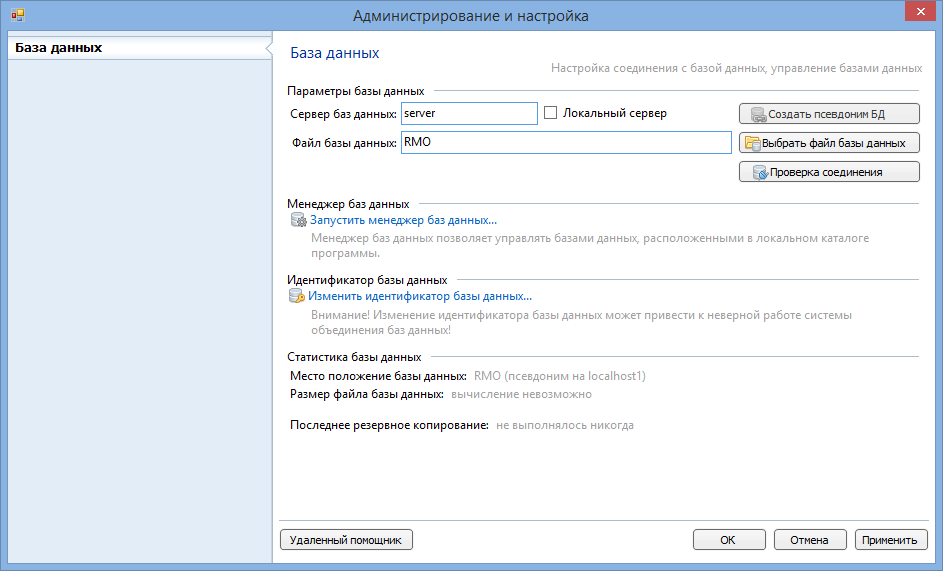 Администрирование и настройка
База данных
База данных
Настройка соединения с базой данных, управление базами данных
Параметры базы данных
Сервер баз данных: server Локальный сервер Создать псевдоним БД
Файл базы данных: RMO Выбрать файл базы данных
Проверка соединения
Менеджер баз данных
Запустить менеджер баз данных...
Менеджер баз данных позволяет управлять базами данных, расположенными в локальном каталоге
программы.
Идентификатор базы данных
Изменить идентификатор базы данных...
Внимание! Изменение идентификатора базы данных может привести к неверной работе системы
объединения баз данных!
Статистика базы данных
Место положение базы данных: RMO (псевдоним на localhost1)
Размер файла базы данных: вычисление невозможно
Последнее резервное копирование: не выполнялось никогда
Удаленный помощник OK Отмена Применить